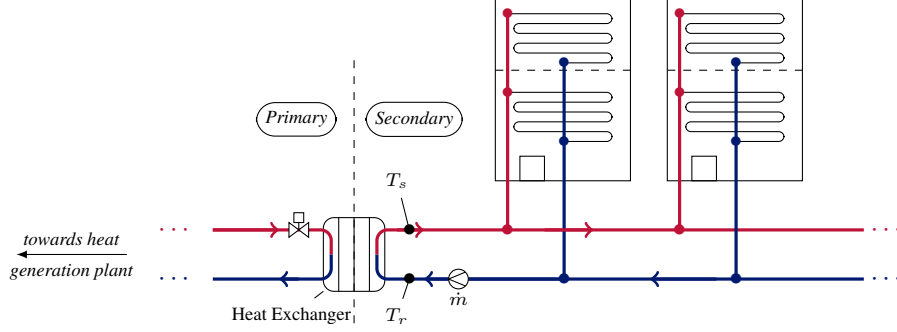 Primary
Secondary
T_s
. . .
. . .
towards heat
generation plant
. . .
. . .
Heat Exchanger
T_r
ṁ